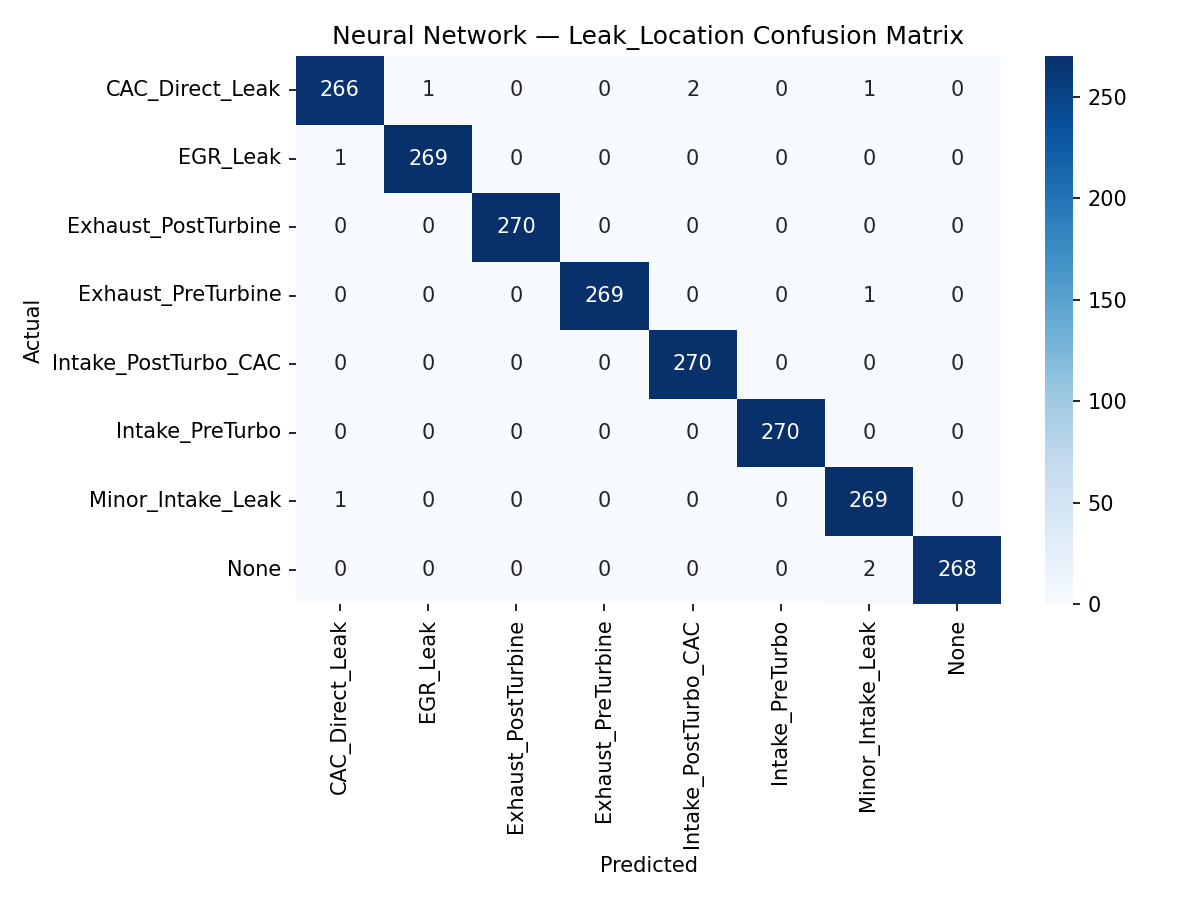 Neural Network — Leak_Location Confusion Matrix
Actual
CAC_Direct_Leak 266 1 0 0 2 0 1 0
EGR_Leak 1 269 0 0 0 0 0 0
Exhaust_PostTurbine 0 0 270 0 0 0 0 0
Exhaust_PreTurbine 0 0 0 269 0 0 1 0
Intake_PostTurbo_CAC 0 0 0 0 270 0 0 0
Intake_PreTurbo 0 0 0 0 0 270 0 0
Minor_Intake_Leak 1 0 0 0 0 0 269 0
None 0 0 0 0 0 0 2 268
CAC_Direct_Leak
EGR_Leak
Exhaust_PostTurbine
Exhaust_PreTurbine
Intake_PostTurbo_CAC
Intake_PreTurbo
Minor_Intake_Leak
None
Predicted
250
200
150
100
50
0